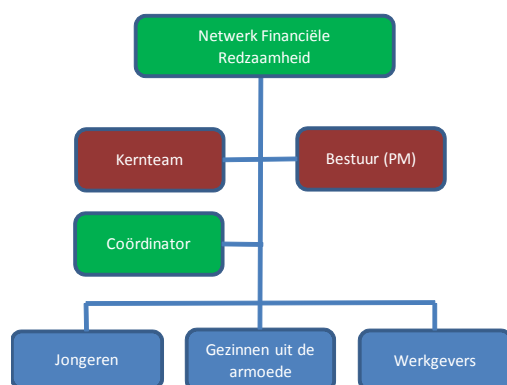 Netwerk Financiële
Redzaamheid
Kernteam
Bestuur (PM)
Coördinator
Jongeren
Gezinnen uit de
armoede
Werkgevers